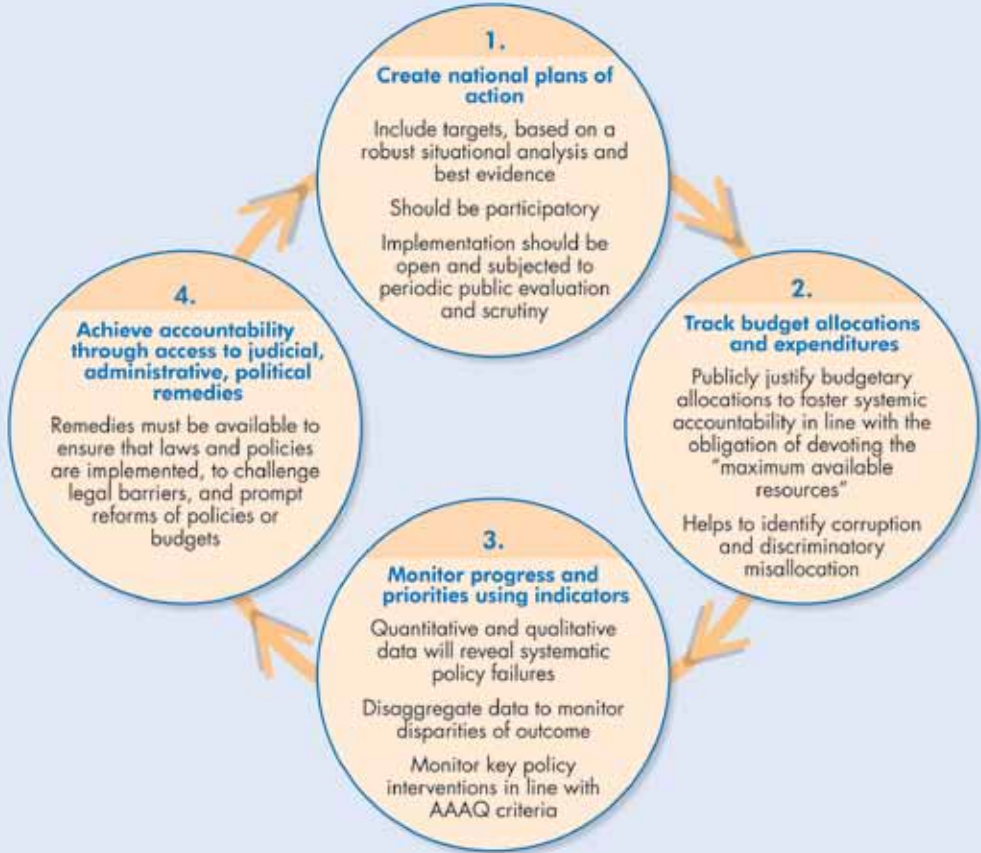 1.
Create national plans of
action
Include targets, based on a
robust situational analysis and
best evidence
Should be participatory
Implementation should be
open and subjected to
periodic public evaluation
and scrutiny
2.
Track budget allocations
and expenditures
Publicly justify budgetary
allocations to foster systemic
accountability in line with the
obligation of devoting the
"maximum available
resources"
Helps to identify corruption
and discriminatory
misallocation
3.
Monitor progress and
priorities using indicators
Quantitative and qualitative
data will reveal systematic
policy failures
Disaggregate data to monitor
disparities of outcome
Monitor key policy
interventions in line with
AAAQ criteria
4.
Achieve accountability
through access to judicial,
administrative, political
remedies
Remedies must be available to
ensure that laws and policies
are implemented, to challenge
legal barriers, and prompt
reforms of policies or
budgets